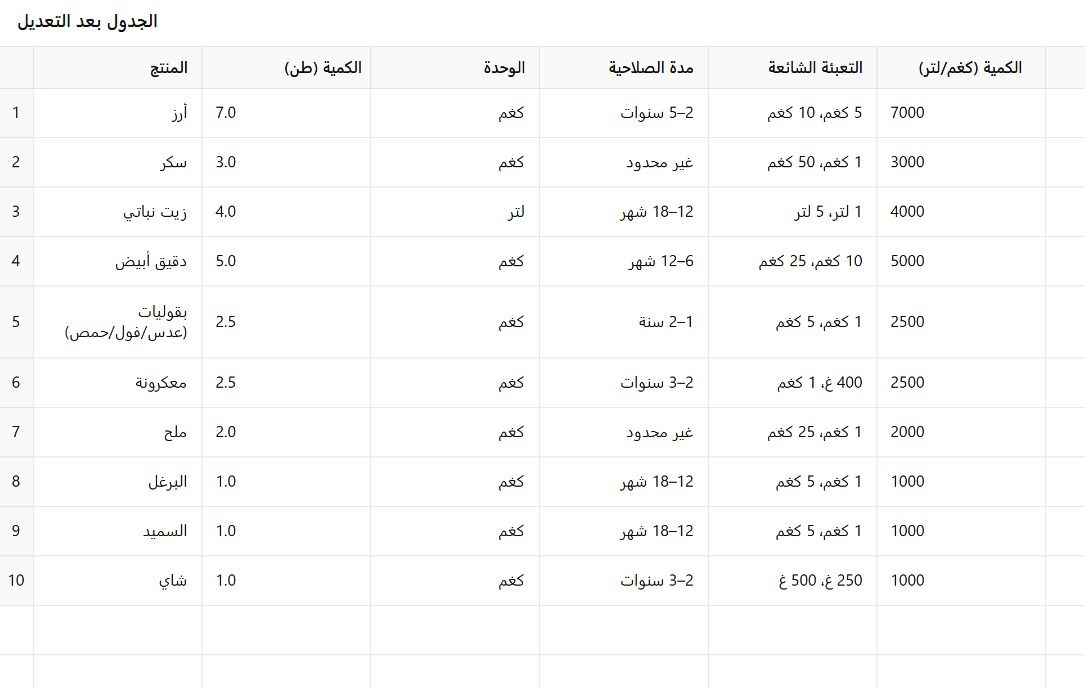 الجدول بعد التعديل
المنتج الكمية (طن) الوحدة مدة الصلاحية التعبئة الشائعة الكمية (كغم/لتر)
1 أرز 7.0 كغم 2–5 سنوات 5 كغم، 10 كغم 7000
2 سكر 3.0 كغم غير محدود 1 كغم، 50 كغم 3000
3 زيت نباتي 4.0 لتر 12–18 شهر 1 لتر، 5 لتر 4000
4 دقيق أبيض 5.0 كغم 6–12 شهر 10 كغم، 25 كغم 5000
5 بقوليات
(عدس/فول/حمص) 2.5 كغم 1–2 سنة 1 كغم، 5 كغم 2500
6 معكرونة 2.5 كغم 2–3 سنوات 400 غ، 1 كغم 2500
7 ملح 2.0 كغم غير محدود 1 كغم، 25 كغم 2000
8 البرغل 1.0 كغم 12–18 شهر 1 كغم، 5 كغم 1000
9 السميد 1.0 كغم 12–18 شهر 1 كغم، 5 كغم 1000
10 شاي 1.0 كغم 2–3 سنوات 250 غ، 500 غ 1000